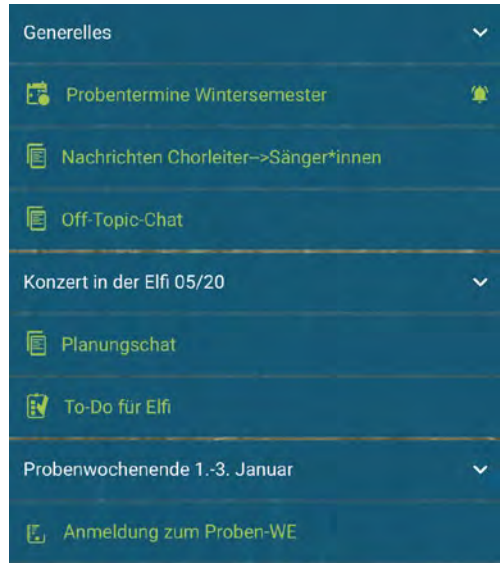 Generelles
Probentermine Wintersemester
Nachrichten Chorleiter-->Sänger*innen
Off-Topic-Chat
Konzert in der Elfi 05/20
Planungschat
To-Do für Elfi
Probenwochenende 1.-3. Januar
Anmeldung zum Proben-WE